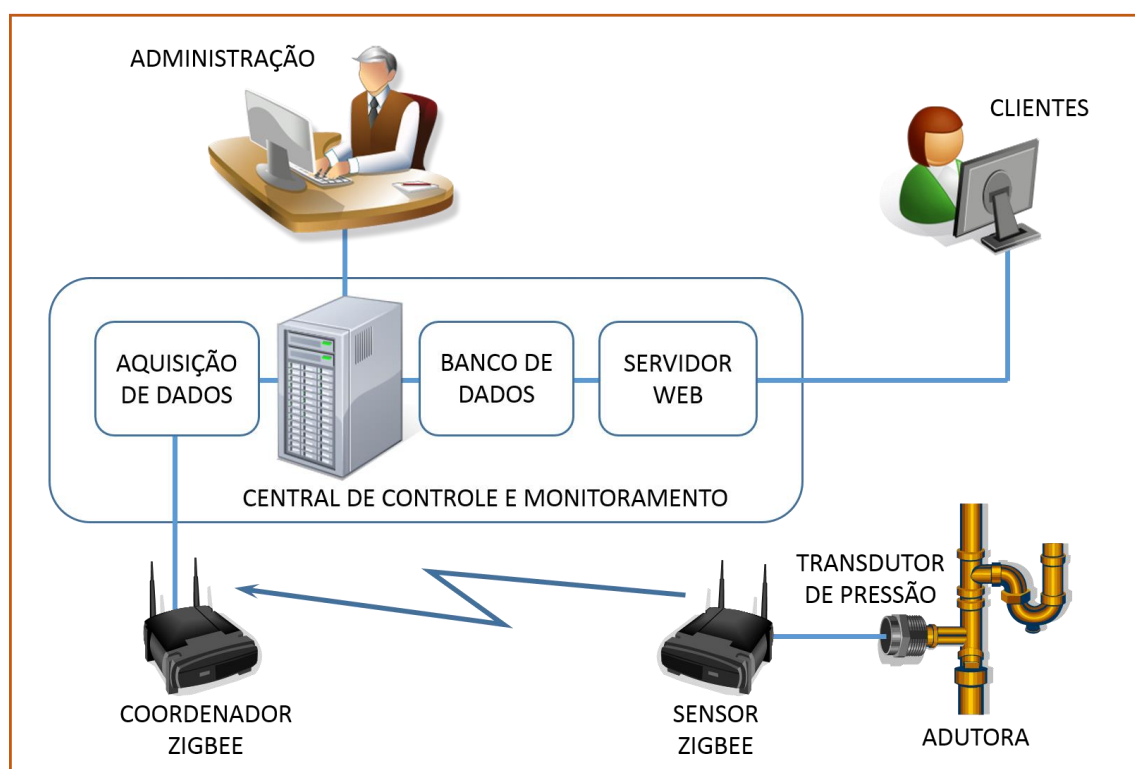 ADMINISTRAÇÃO
CLIENTES
AQUISIÇÃO
DE DADOS
BANCO DE
DADOS
SERVIDOR
WEB
CENTRAL DE CONTROLE E MONITORAMENTO
TRANSDUTOR
DE PRESSÃO
COORDENADOR
ZIGBEE
SENSOR
ZIGBEE
ADUTORA